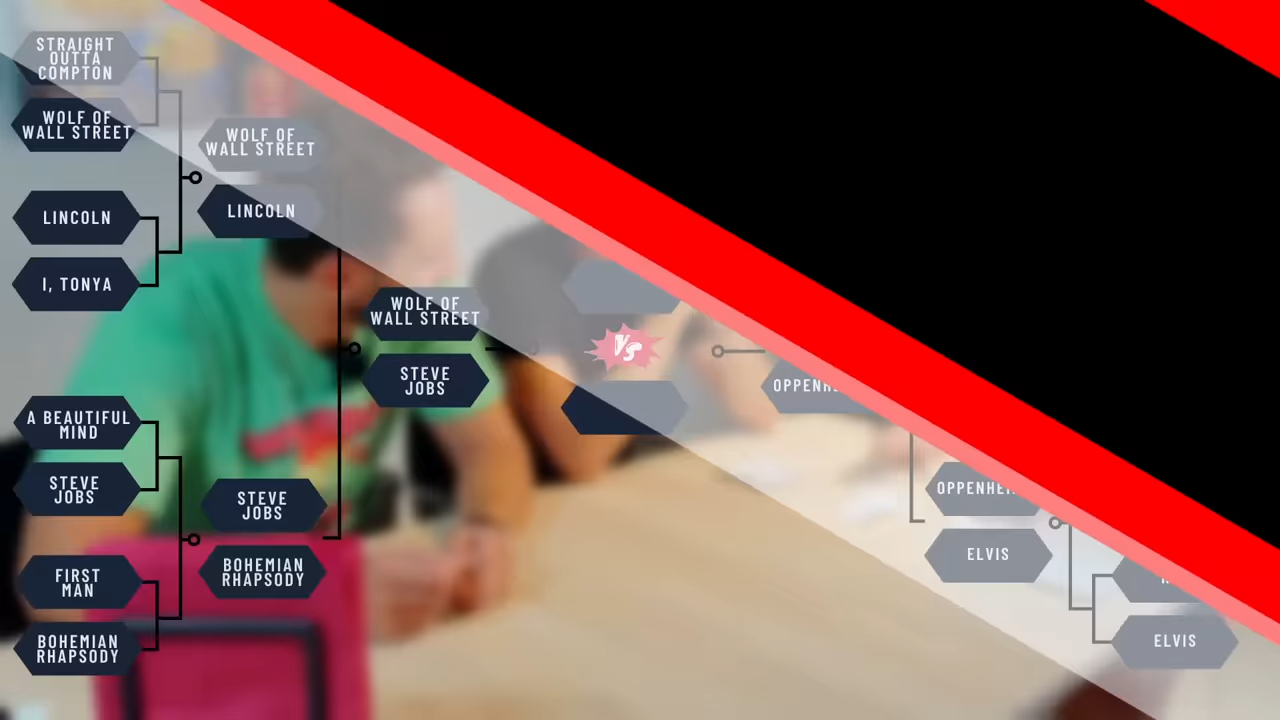 STRAIGHT
OUTTA
COMPTON
WOLF OF
WALL STREET
LINCOLN
I, TONYA
A BEAUTIFUL
MIND
STEVE
JOBS
FIRST
MAN
BOHEMIAN
RHAPSODY
WOLF OF
WALL STREET
LINCOLN
STEVE
JOBS
BOHEMIAN
RHAPSODY
WOLF OF
WALL STREET
STEVE
JOBS
VS
ELVIS
ELVIS